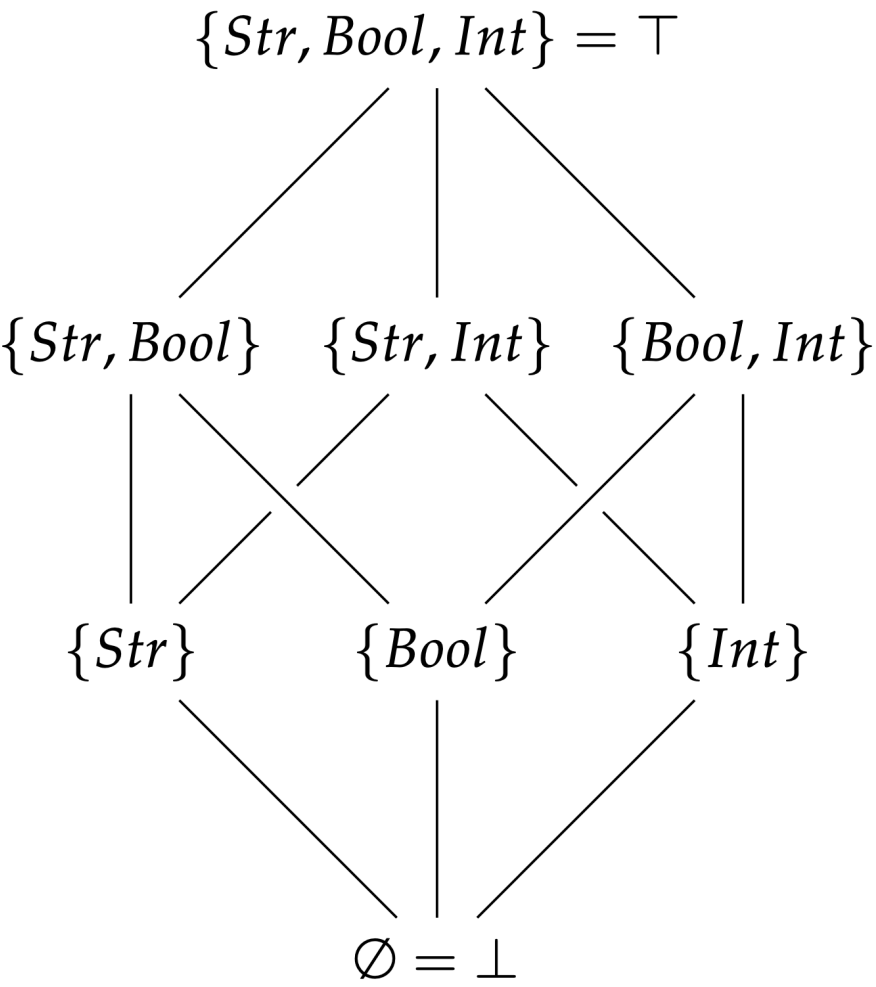 {Str, Bool, Int} = ⊤
{Str, Bool} {Str, Int} {Bool, Int}
{Str} {Bool} {Int}
∅ = ⊥